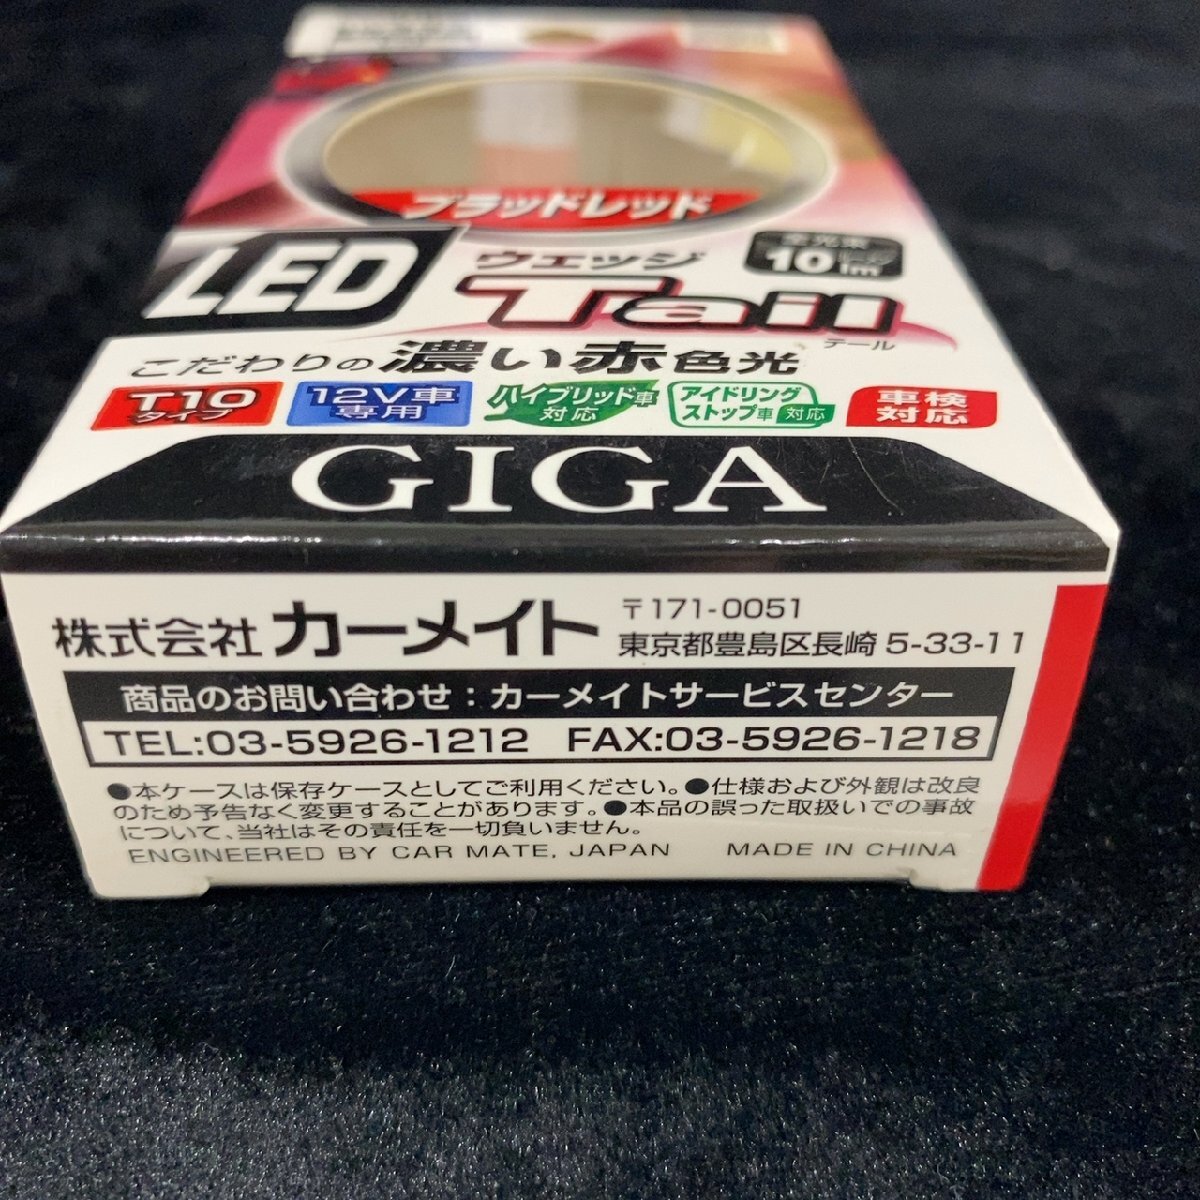 ブラッドレッド
LED
ウェッジ
全光束
10 lm
Tail
テール
こだわりの濃い赤色光
T10
タイプ
12V車
専用
ハイブリッド車
対応
アイドリング
ストップ車対応
車検
対応
GIGA
株式会社 カーメイト
〒171-0051
東京都豊島区長崎 5-33-11
商品のお問い合わせ：カーメイトサービスセンター
TEL:03-5926-1212 FAX:03-5926-1218
●本ケースは保存ケースとしてご利用ください。●仕様および外観は改良
のため予告なく変更することがあります。●本品の誤った取扱いでの事故
について、当社はその責任を一切負いません。
ENGINEERED BY CAR MATE, JAPAN MADE IN CHINA